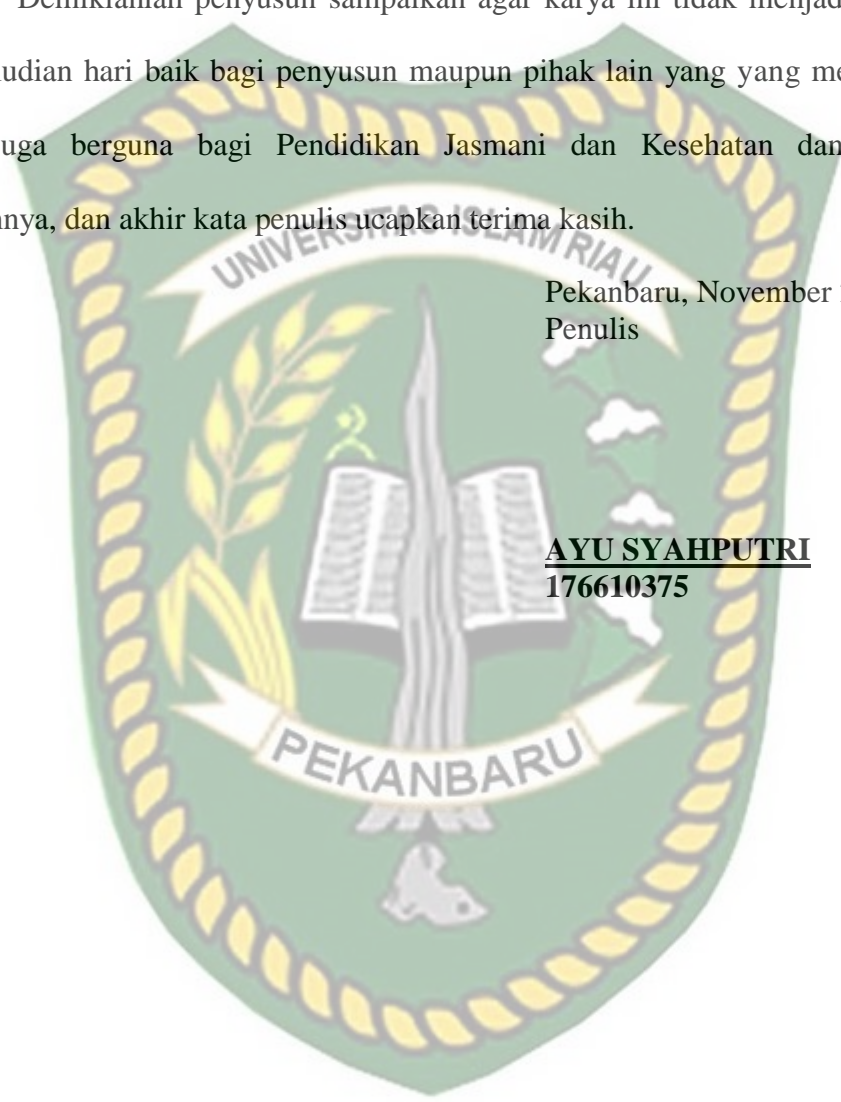 Demikianlah penyusun sampaikan agar karya ini tidak menjad
udian hari baik bagi penyusun maupun pihak lain yang yang me
uga berguna bagi Pendidikan Jasmani dan Kesehatan dan
nya, dan akhir kata penulis ucapkan terima kasih.
UNIVERSITAS ISLAM RIAU
Pekanbaru, November
Penulis
AYU SYAHPUTRI
176610375
PEKANBARU